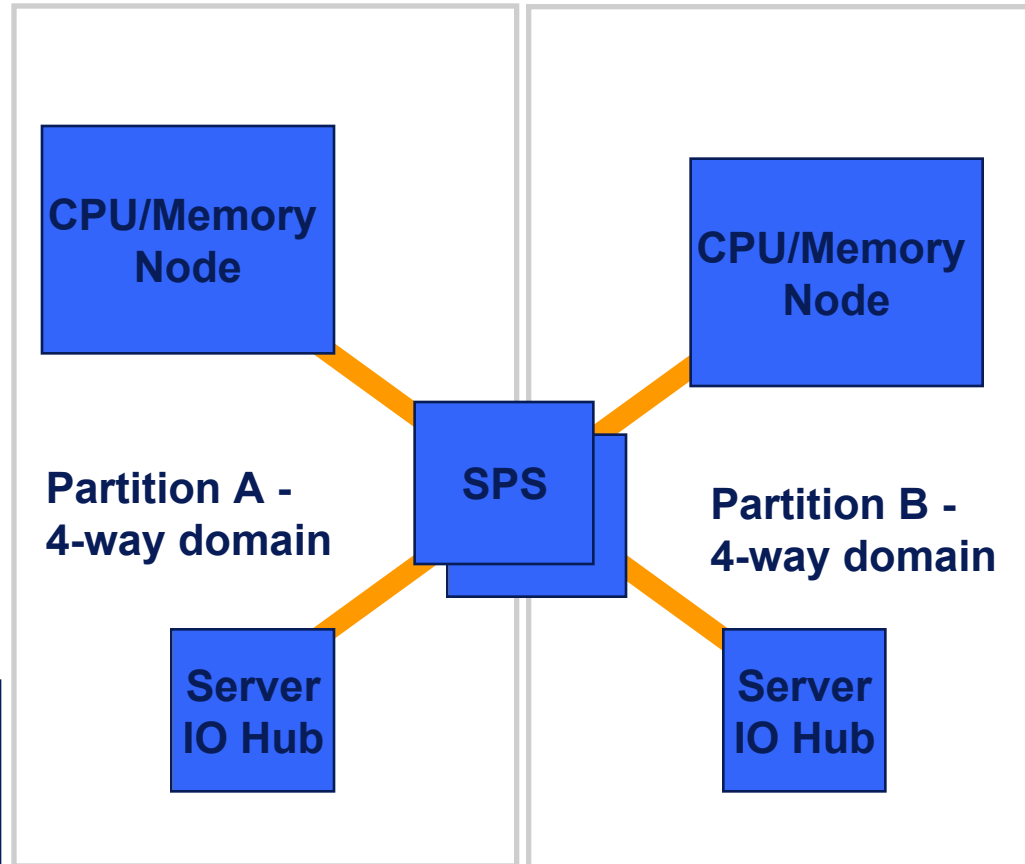 CPU/Memory
Node
CPU/Memory
Node
SPS
Partition A -
4-way domain
Partition B -
4-way domain
Server
IO Hub
Server
IO Hub